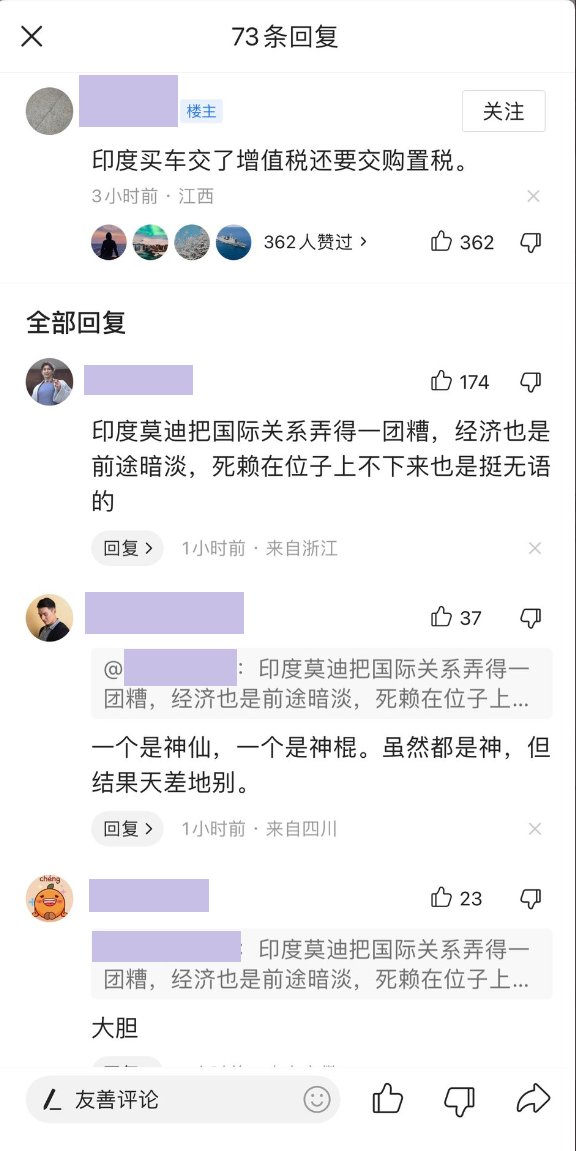 73条回复
楼主
关注
印度买车交了增值税还要交购置税。
3小时前 · 江西
362人赞过
362
全部回复
174
印度莫迪把国际关系弄得一团糟，经济也是
前途暗淡，死赖在位子上不下来也是挺无语
的
回复
1小时前 · 来自浙江
37
@
：印度莫迪把国际关系弄得一
团糟，经济也是前途暗淡，死赖在位子上...
一个是神仙，一个是神棍。虽然都是神，但
结果天差地别。
回复
1小时前 · 来自四川
chéng
23
：印度莫迪把国际关系弄得一
团糟，经济也是前途暗淡，死赖在位子上...
大胆
友善评论